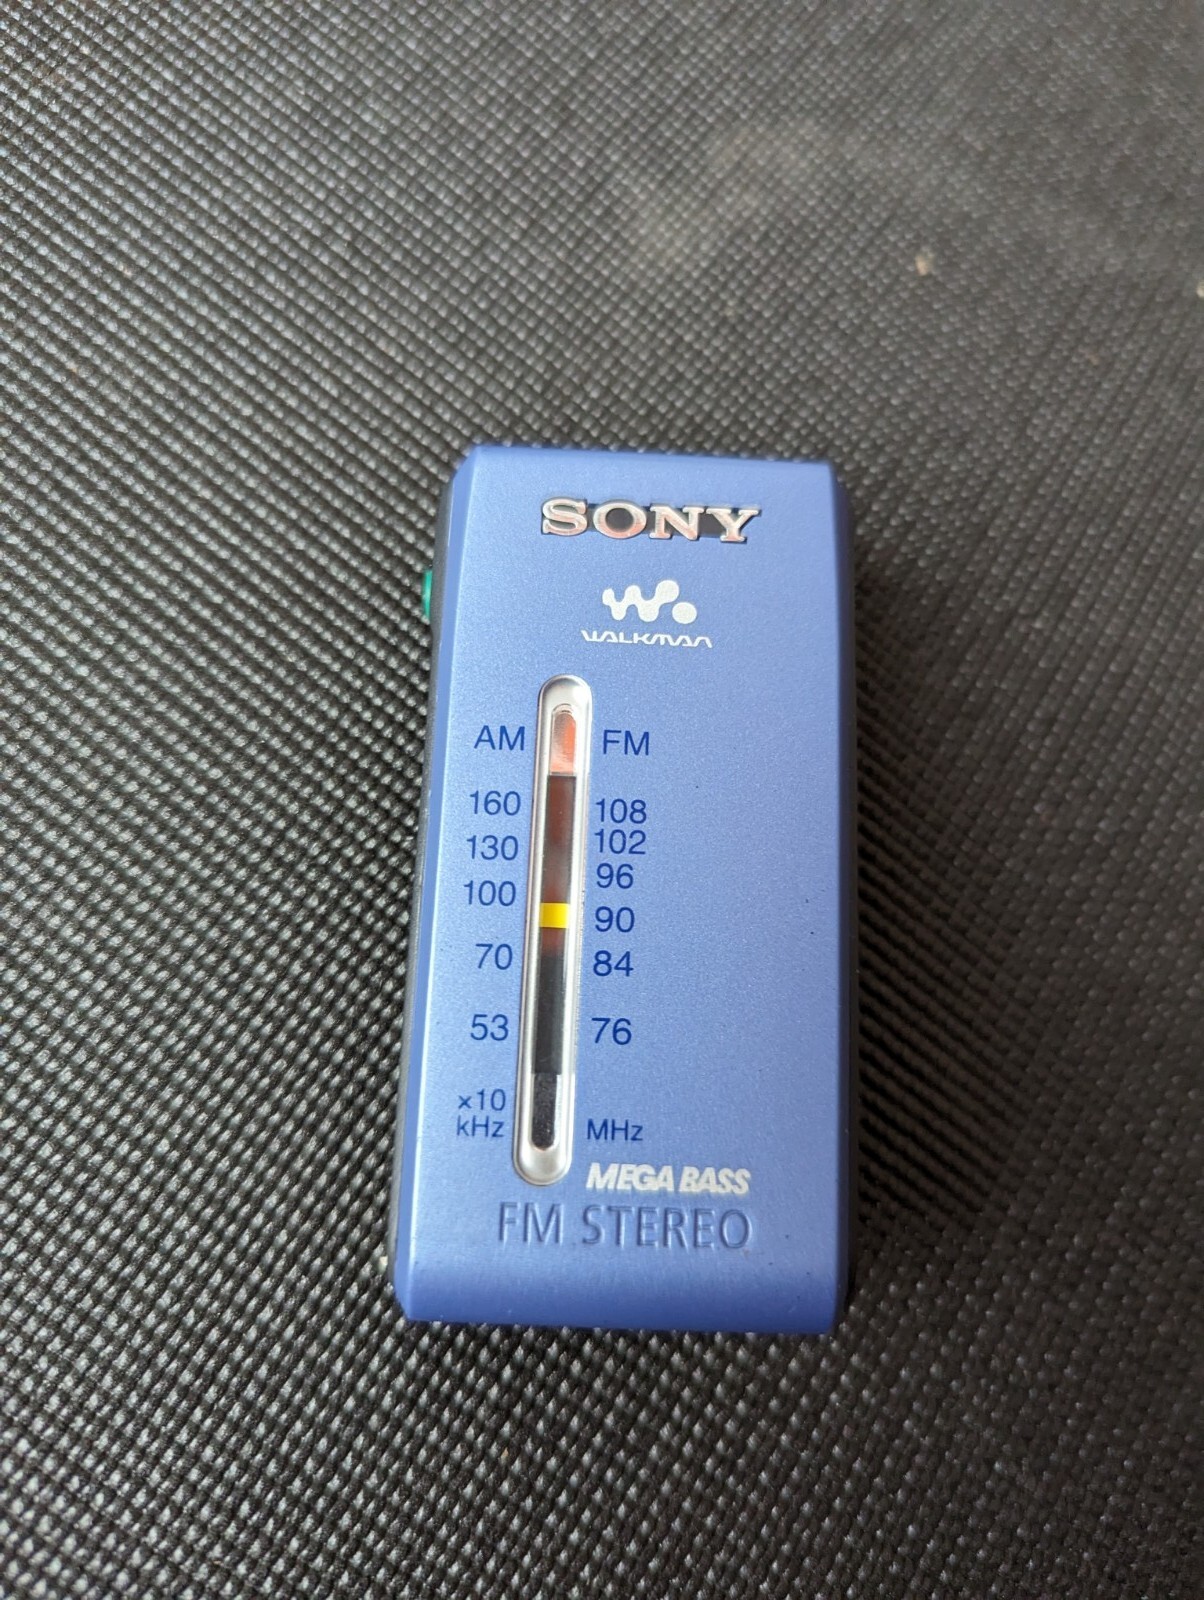 SONY
WALKMAN
AM FM
160 108
130 102
100 96
90
70 84
53 76
×10
kHz MHz
MEGA BASS
FM STEREO